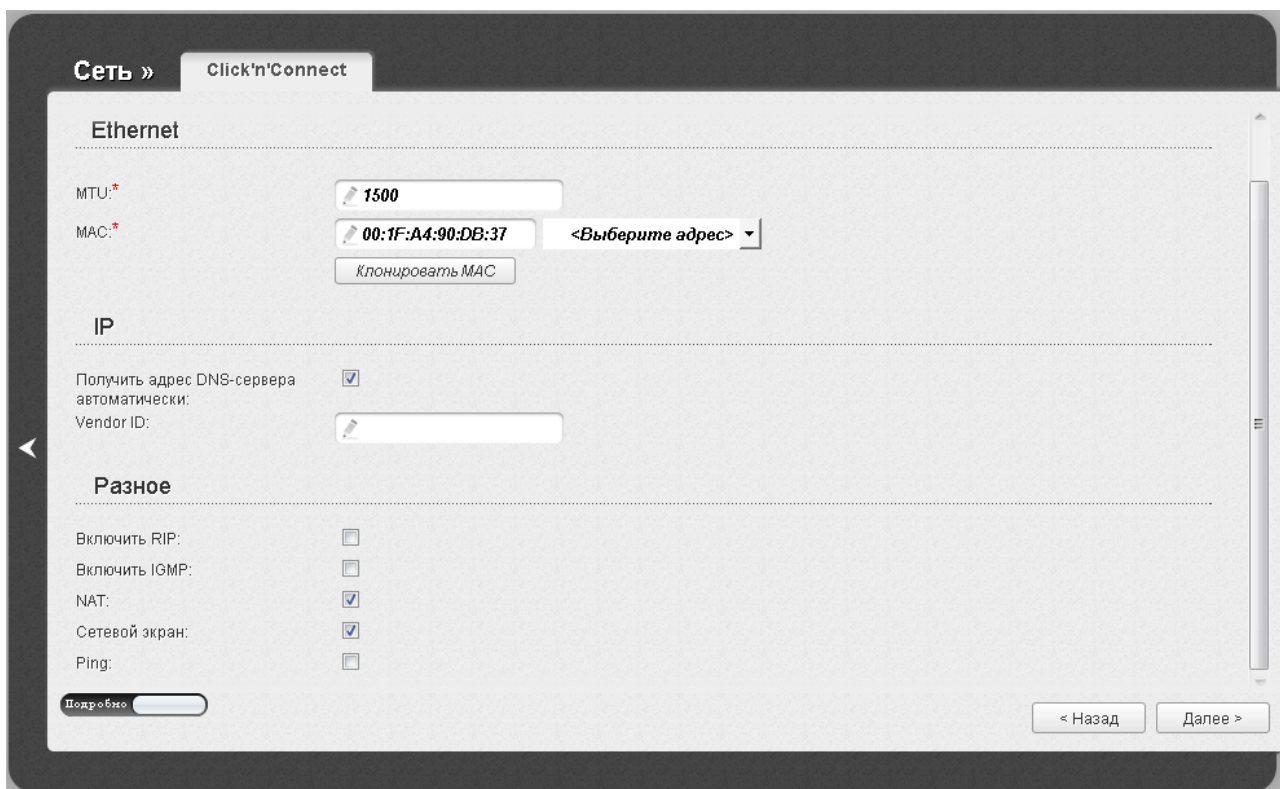 Сеть »
Click'n'Connect
Ethernet
MTU:*
1500
MAC:*
00:1F:A4:90:DB:37
<Выберите адрес>
Клонировать MAC
IP
Получить адрес DNS-сервера
автоматически:
Vendor ID:
Разное
Включить RIP:
Включить IGMP:
NAT:
Сетевой экран:
Ping:
Подробно
< Назад
Далее >